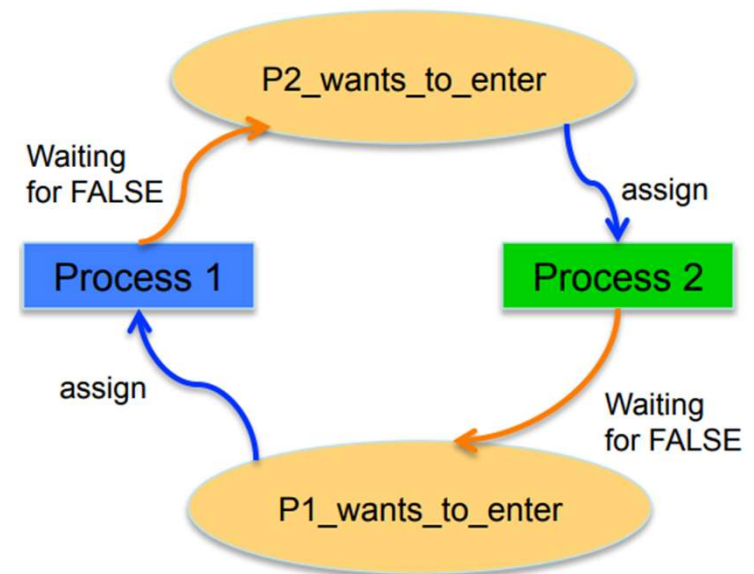 P2_wants_to_enter
Waiting
for FALSE
assign
Process 1
Process 2
assign
Waiting
for FALSE
P1_wants_to_enter